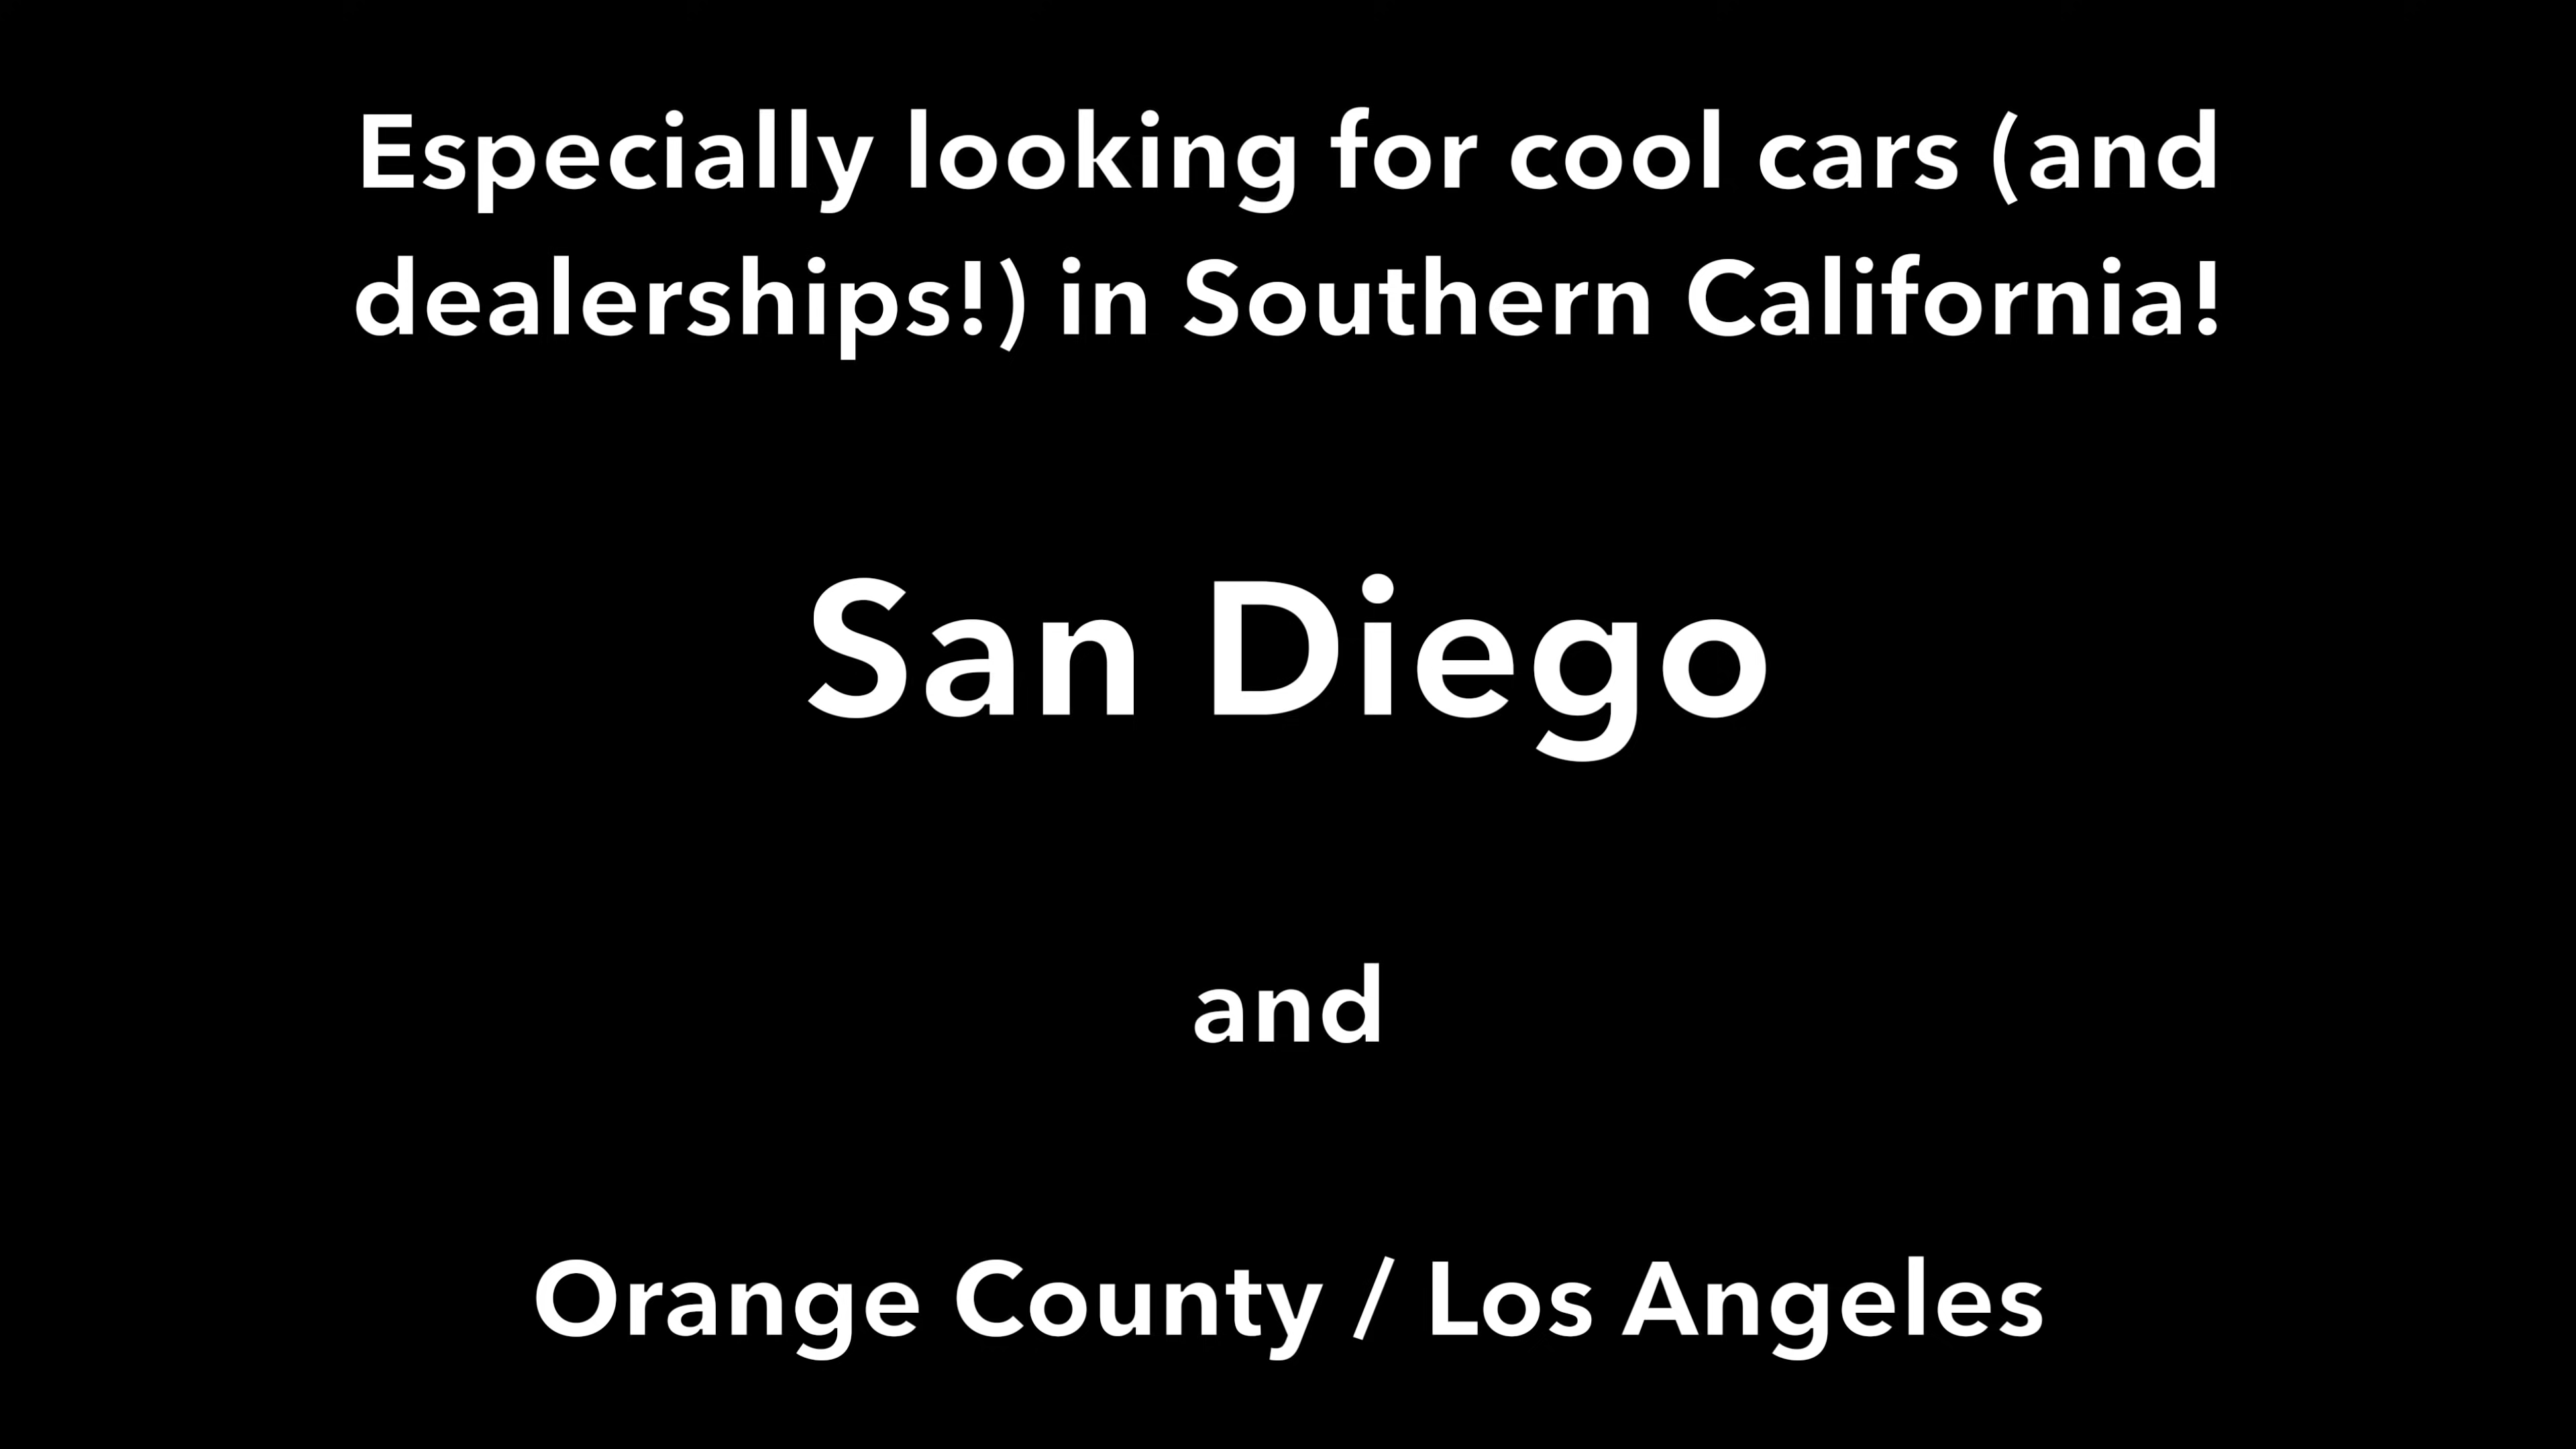 Especially looking for cool cars (and
dealerships!) in Southern California!
San Diego
and
Orange County / Los Angeles